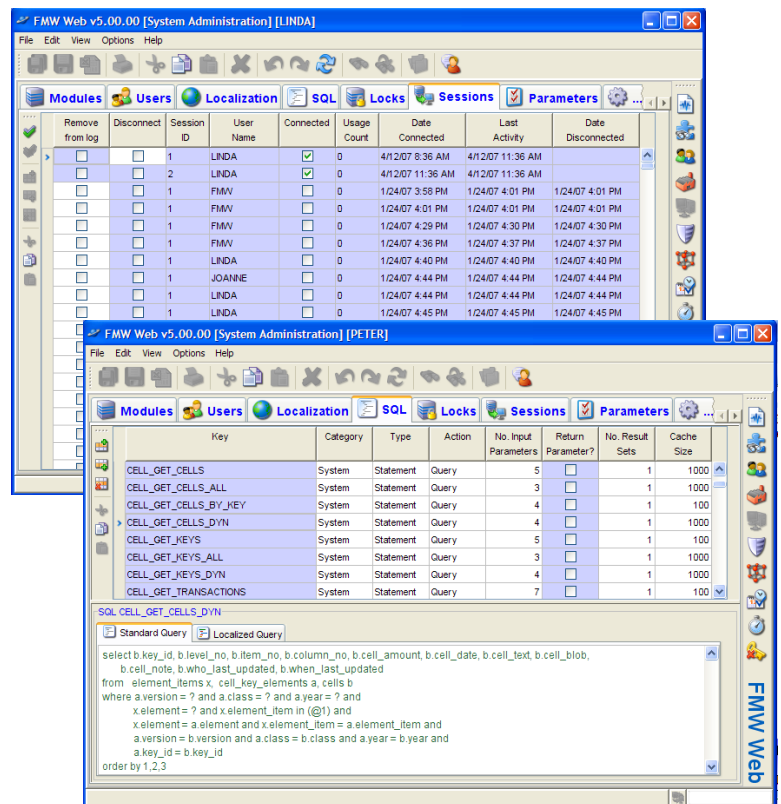 FMW Web v5.00.00 [System Administration] [LINDA]
File Edit View Options Help
Modules Users Localization SQL Locks Sessions Parameters ...
Remove from log Disconnect Session ID User Name Connected Usage Count Date Connected Last Activity Date Disconnected
1 LINDA 0 4/12/07 8:36 AM 4/12/07 11:36 AM
2 LINDA 0 4/12/07 11:36 AM 4/12/07 11:36 AM
1 FMW 0 1/24/07 3:58 PM 1/24/07 4:01 PM 1/24/07 4:01 PM
1 FMW 0 1/24/07 4:01 PM 1/24/07 4:01 PM 1/24/07 4:01 PM
1 FMW 0 1/24/07 4:29 PM 1/24/07 4:30 PM 1/24/07 4:30 PM
1 FMW 0 1/24/07 4:36 PM 1/24/07 4:37 PM 1/24/07 4:37 PM
1 LINDA 0 1/24/07 4:40 PM 1/24/07 4:40 PM 1/24/07 4:40 PM
1 JOANNE 0 1/24/07 4:44 PM 1/24/07 4:44 PM 1/24/07 4:44 PM
1 LINDA 0 1/24/07 4:44 PM 1/24/07 4:44 PM 1/24/07 4:44 PM
1 LINDA 0 1/24/07 4:45 PM 1/24/07 4:45 PM 1/24/07 4:45 PM
FMW Web v5.00.00 [System Administration] [PETER]
File Edit View Options Help
Modules Users Localization SQL Locks Sessions Parameters ...
Key Category Type Action No. Input Parameters Return Parameter? No. Result Sets Cache Size
CELL_GET_CELLS System Statement Query 5 1 1000
CELL_GET_CELLS_ALL System Statement Query 3 1 1000
CELL_GET_CELLS_BY_KEY System Statement Query 4 1 100
CELL_GET_CELLS_DYN System Statement Query 4 1 1000
CELL_GET_KEYS System Statement Query 5 1 100
CELL_GET_KEYS_ALL System Statement Query 3 1 1000
CELL_GET_KEYS_DYN System Statement Query 4 1 1000
CELL_GET_TRANSACTIONS System Statement Query 7 1 100
SQL CELL_GET_CELLS_DYN
Standard Query Localized Query
select b.key_id, b.level_no, b.item_no, b.column_no, b.cell_amount, b.cell_date, b.cell_text, b.cell_blob,
b.cell_note, b.who_last_updated, b.when_last_updated
from element_items x, cell_key_elements a, cells b
where a.version = ? and a.class = ? and a.year = ? and
x.element = ? and x.element_item in (@1) and
x.element = a.element and x.element_item = a.element_item and
a.version = b.version and a.class = b.class and a.year = b.year and
a.key_id = b.key_id
order by 1,2,3
FMW Web